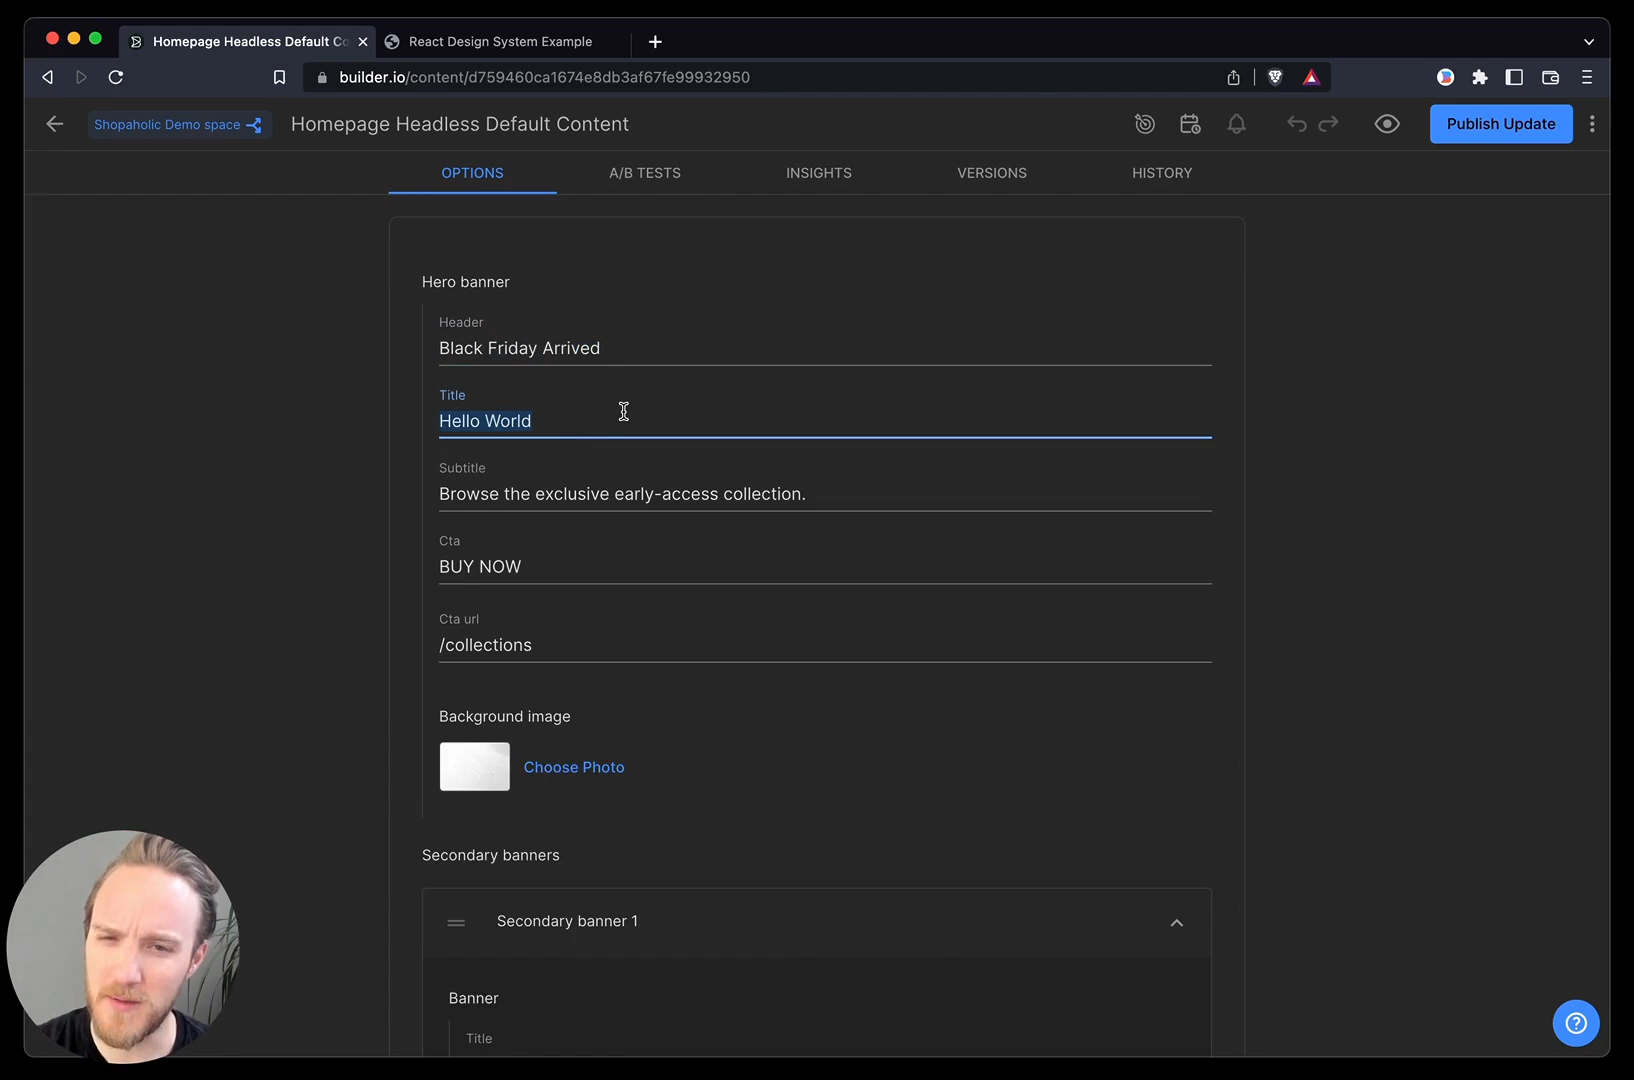 Homepage Headless Default Co
React Design System Example
builder.io/content/d759460ca1674e8db3af67fe99932950
Shopaholic Demo space
Homepage Headless Default Content
Publish Update
OPTIONS
A/B TESTS
INSIGHTS
VERSIONS
HISTORY
Hero banner
Header
Black Friday Arrived
Title
Hello World
Subtitle
Browse the exclusive early-access collection.
Cta
BUY NOW
Cta url
/collections
Background image
Choose Photo
Secondary banners
Secondary banner 1
Banner
Title